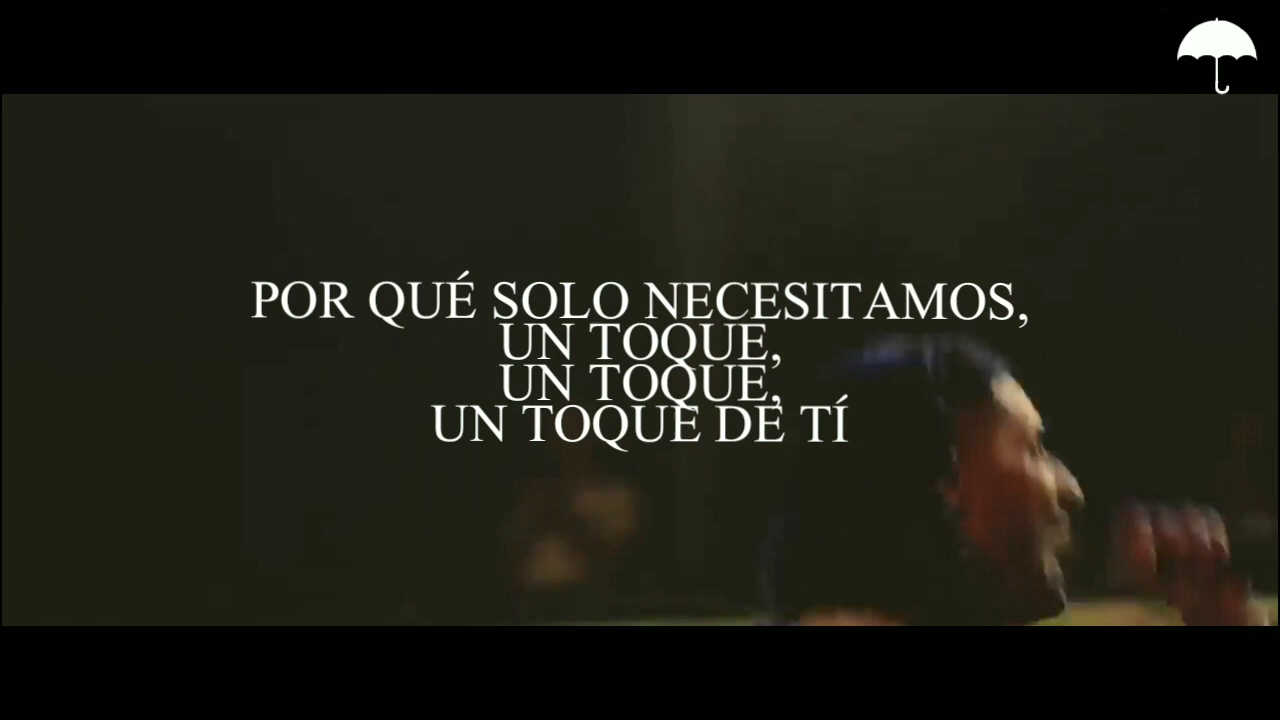 POR QUÉ SOLO NECESITAMOS,
UN TOQUE,
UN TOQUE,
UN TOQUE DE TÍ